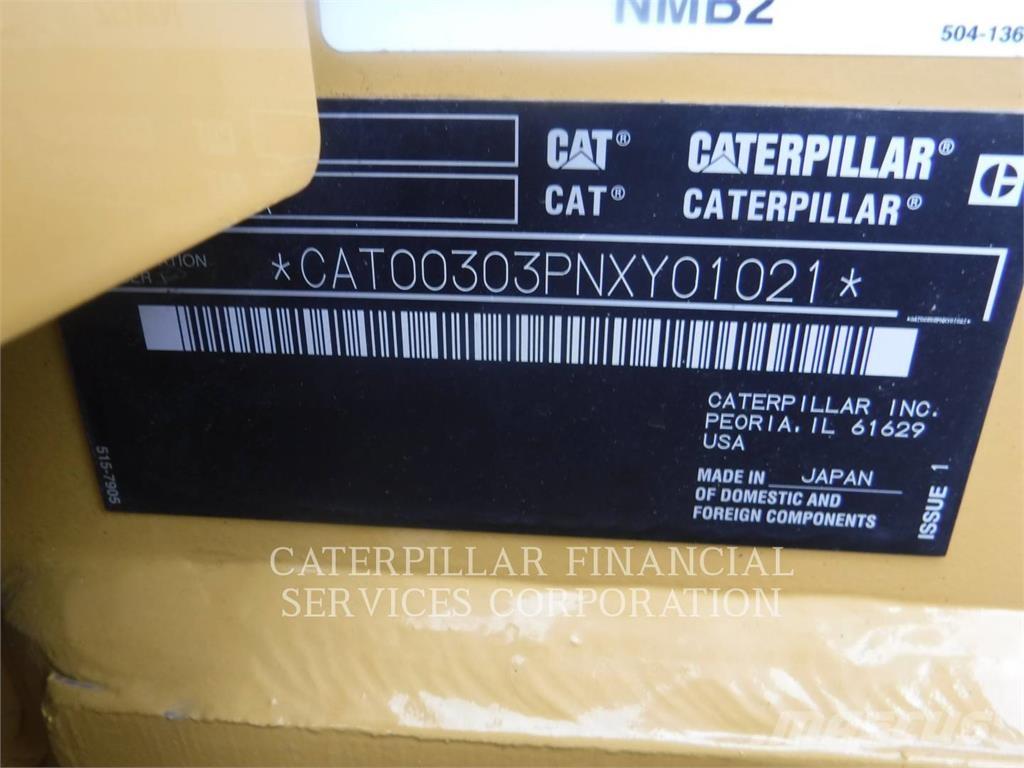 NMB2
504-136
CAT® CATERPILLAR®
CAT® CATERPILLAR®
*CAT00303PNXY01021*
CATERPILLAR INC.
PEORIA, IL 61629
USA
MADE IN JAPAN
OF DOMESTIC AND
FOREIGN COMPONENTS
ISSUE 1
515-7905
CATERPILLAR FINANCIAL
SERVICES CORPORATION
MASCUS